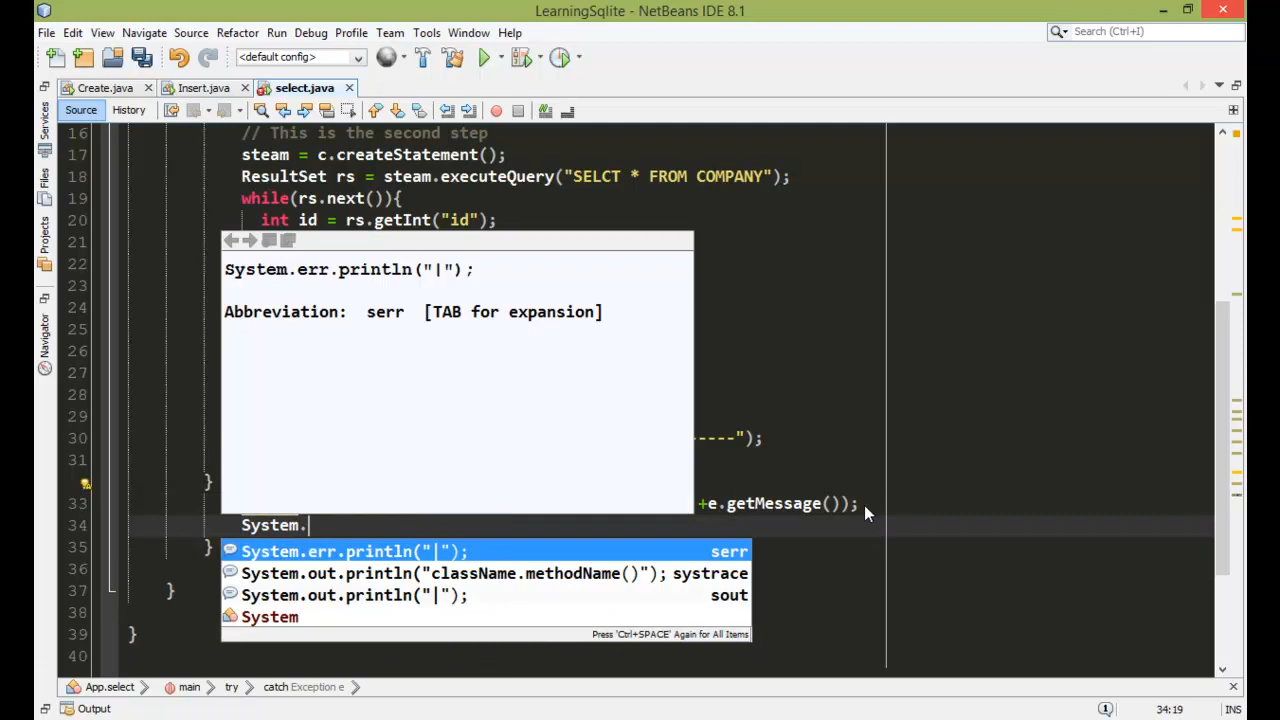 LearningSqlite - NetBeans IDE 8.1
File Edit View Navigate Source Refactor Run Debug Profile Team Tools Window Help
Search (Ctrl+I)
<default config>
Create.java Insert.java select.java
Source History
Services
Files
Projects
Navigator
16 // This is the second step
17 steam = c.createStatement();
18 ResultSet rs = steam.executeQuery("SELCT * FROM COMPANY");
19 while(rs.next()){
20 int id = rs.getInt("id");
21
22 System.err.println("|");
23
24 Abbreviation: serr [TAB for expansion]
25
26
27
28
29
30 -----");
31
}
33 +e.getMessage());
34 System.
35 }
System.err.println("|"); serr
36
System.out.println("className.methodName()"); systrace
37 }
System.out.println("|"); sout
38
System
39 }
Press 'Ctrl+SPACE' Again for All Items
40
App.select main try catch Exception e
Output 34:19 INS